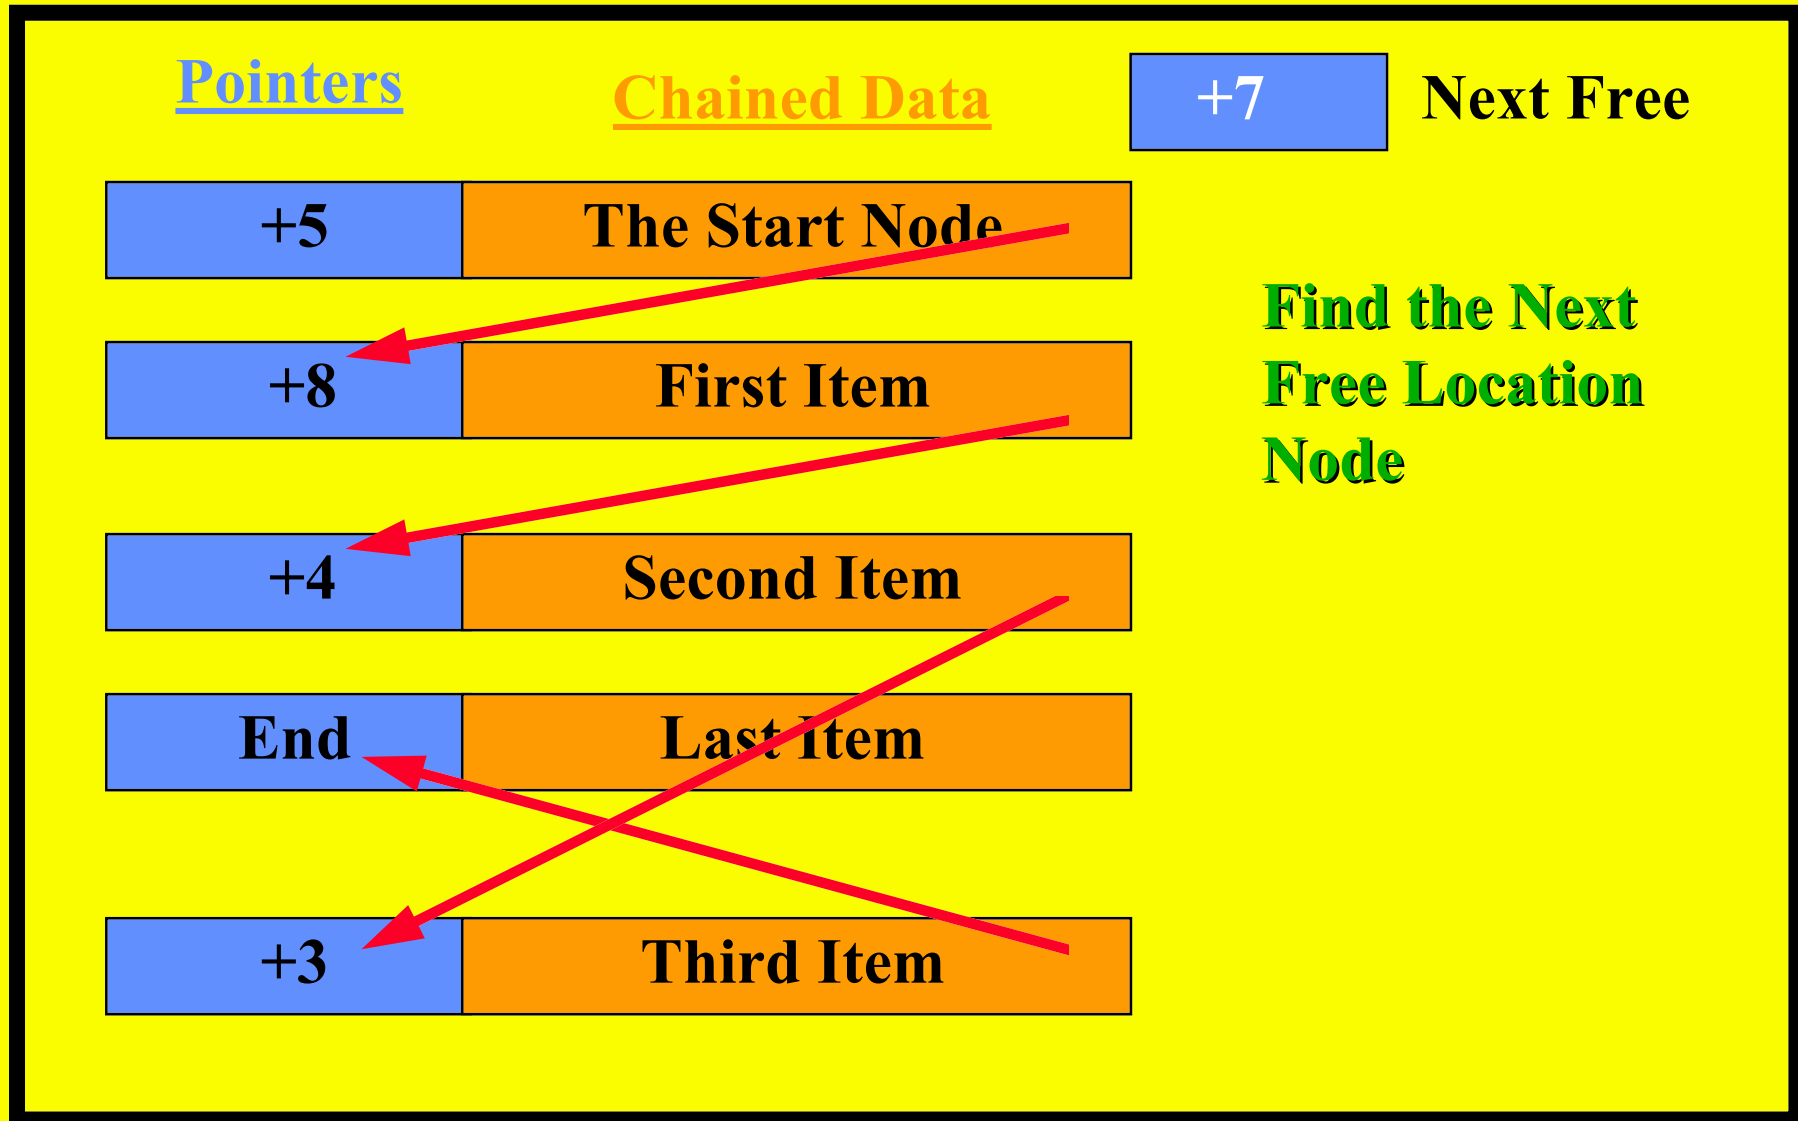 Pointers
Chained Data
+7
Next Free
+5
The Start Node
+8
First Item
Find the Next
Free Location
Node
+4
Second Item
End
Last Item
+3
Third Item